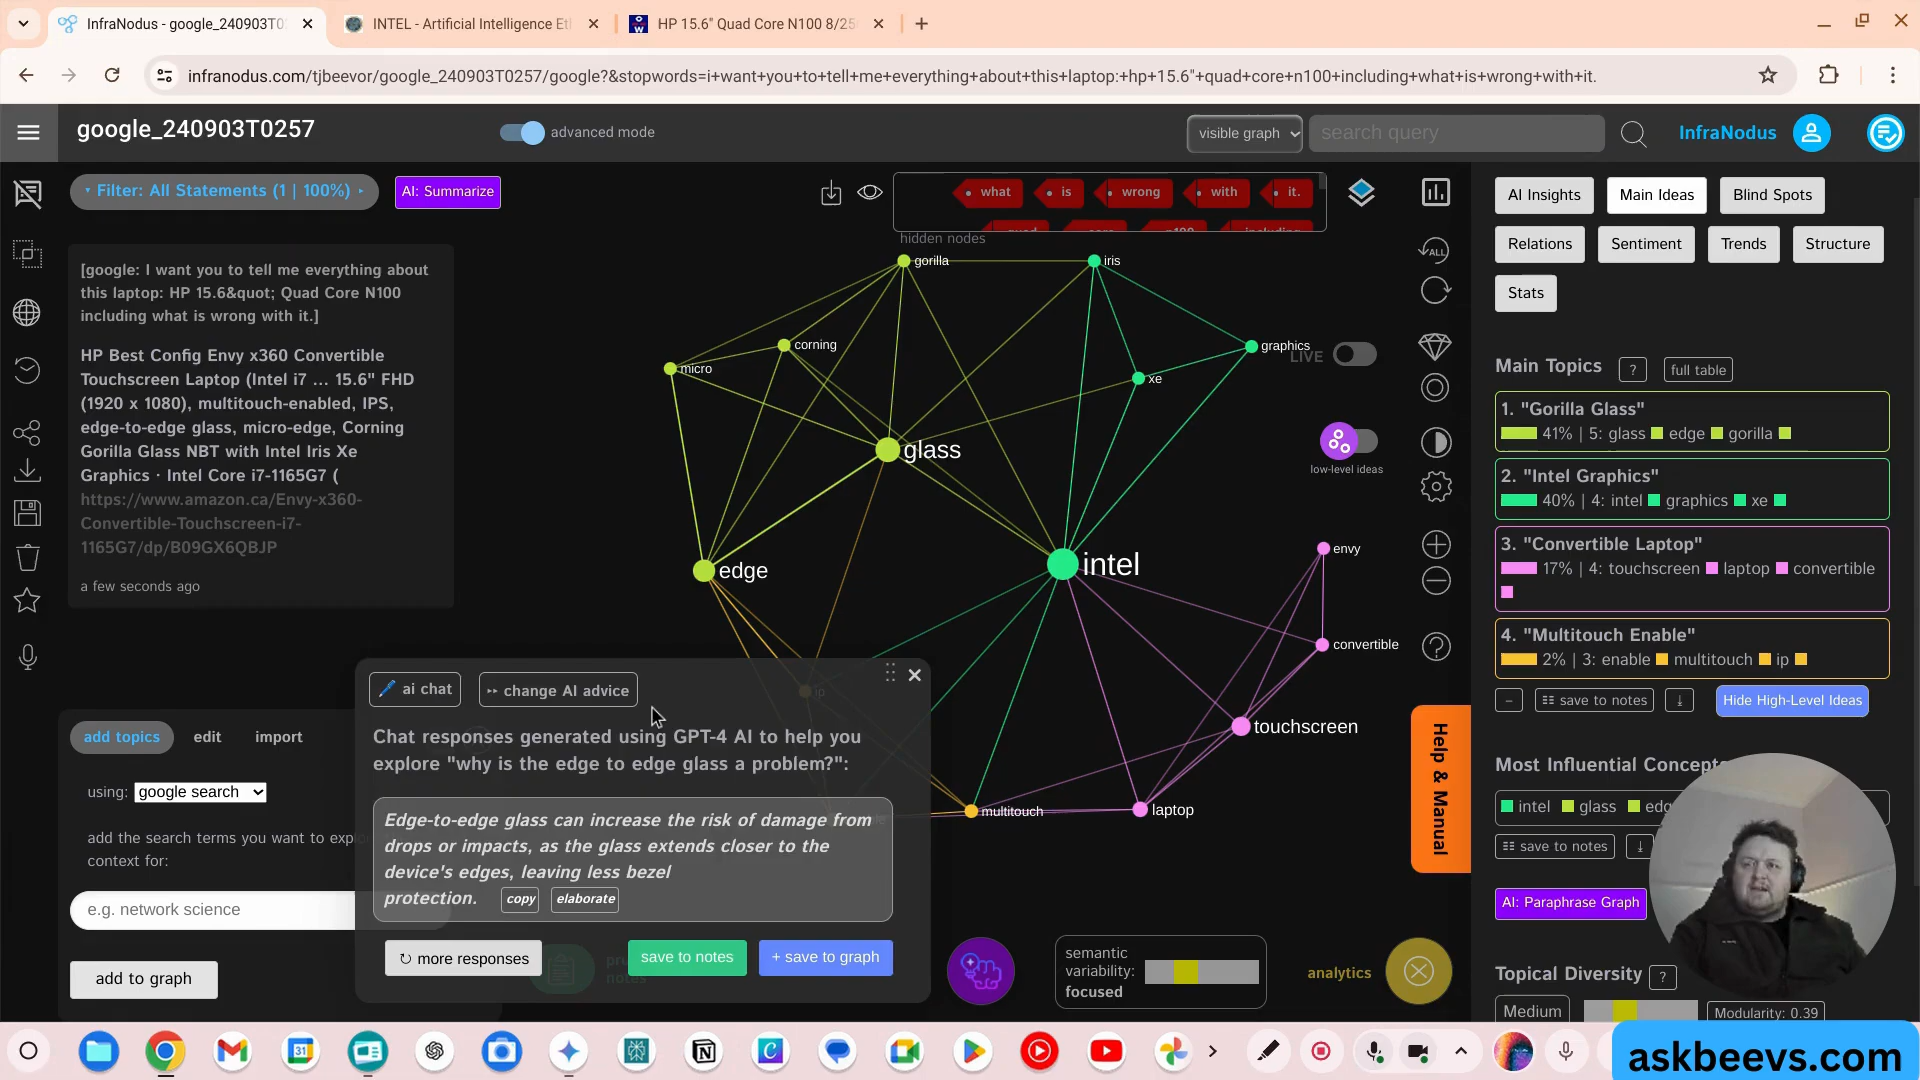 InfraNodus - google_240903T0
INTEL - Artificial Intelligence Et
HP 15.6" Quad Core N100 8/25
infranodus.com/tjbeevor/google_240903T0257/google?&stopwords=i+want+you+to+tell+me+everything+about+this+laptop:+hp+15.6"+quad+core+n100+including+what+is+wrong+with+it.
google_240903T0257
advanced mode
visible graph
search query
InfraNodus
Filter: All Statements (1 | 100%)
AI: Summarize
what
is
wrong
with
it.
quad
core
n100
including
hidden nodes
ALL
[google: I want you to tell me everything about
this laptop: HP 15.6&quot; Quad Core N100
including what is wrong with it.]
HP Best Config Envy x360 Convertible
Touchscreen Laptop (Intel i7 ... 15.6" FHD
(1920 x 1080), multitouch-enabled, IPS,
edge-to-edge glass, micro-edge, Corning
Gorilla Glass NBT with Intel Iris Xe
Graphics · Intel Core i7-1165G7 (
https://www.amazon.ca/Envy-x360-
Convertible-Touchscreen-i7-
1165G7/dp/B09GX6QBJP
a few seconds ago
gorilla
iris
corning
graphics
LIVE
micro
xe
glass
low-level ideas
envy
intel
edge
convertible
ip
touchscreen
multitouch
laptop
Help & Manual
add topics
edit
import
using: google search
add the search terms you want to exp
context for:
e.g. network science
add to graph
ai chat
change AI advice
Chat responses generated using GPT-4 AI to help you
explore "why is the edge to edge glass a problem?":
Edge-to-edge glass can increase the risk of damage from
drops or impacts, as the glass extends closer to the
device's edges, leaving less bezel
protection. copy elaborate
more responses
save to notes
+ save to graph
notes
semantic
variability:
focused
analytics
AI Insights
Main Ideas
Blind Spots
Relations
Sentiment
Trends
Structure
Stats
Main Topics ? full table
1. "Gorilla Glass"
41% | 5: glass edge gorilla
2. "Intel Graphics"
40% | 4: intel graphics xe
3. "Convertible Laptop"
17% | 4: touchscreen laptop convertible
4. "Multitouch Enable"
2% | 3: enable multitouch ip
save to notes
Hide High-Level Ideas
Most Influential Concepts
intel glass edg
save to notes
AI: Paraphrase Graph
Topical Diversity ?
Medium
Modularity: 0.39
askbeevs.com